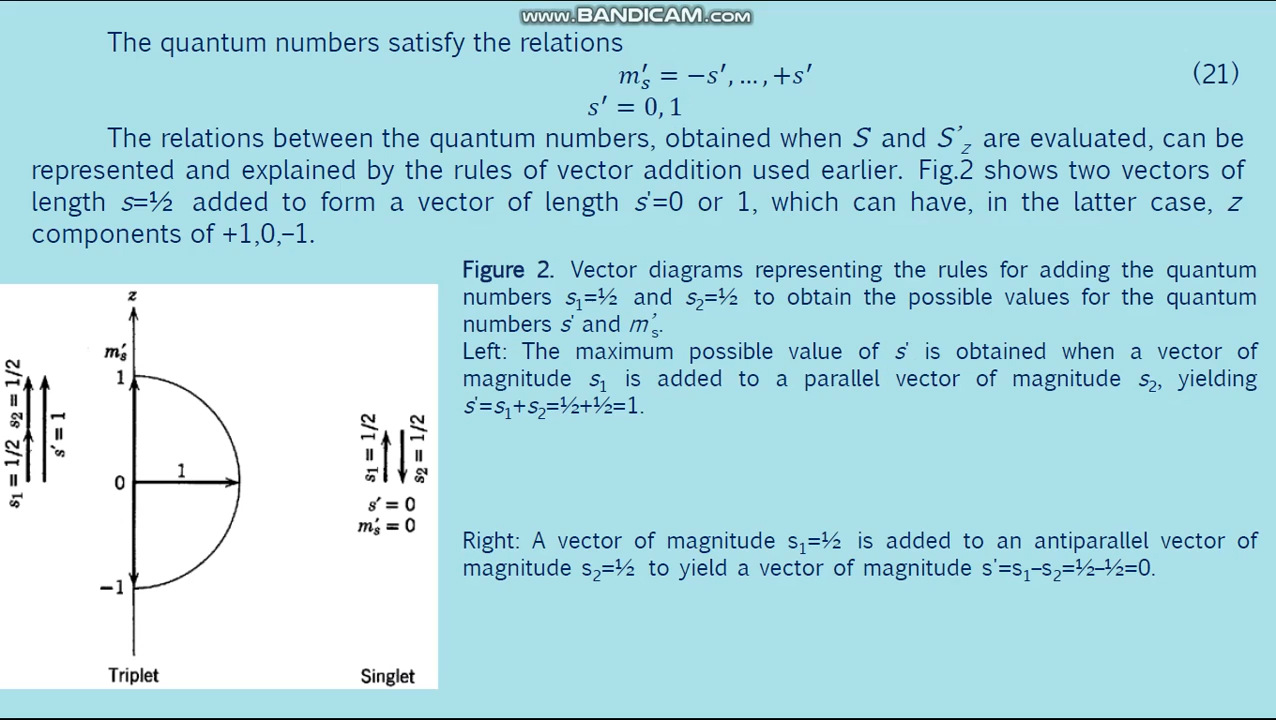 www.BANDICAM.com
The quantum numbers satisfy the relations
m′ₛ = −s′, … , +s′ (21)
s′ = 0, 1
The relations between the quantum numbers, obtained when S and S’z are evaluated, can be
represented and explained by the rules of vector addition used earlier. Fig.2 shows two vectors of
length s=½ added to form a vector of length s'=0 or 1, which can have, in the latter case, z
components of +1,0,–1.
Figure 2. Vector diagrams representing the rules for adding the quantum
numbers s₁=½ and s₂=½ to obtain the possible values for the quantum
numbers s' and m’ₛ.
Left: The maximum possible value of s' is obtained when a vector of
magnitude s₁ is added to a parallel vector of magnitude s₂, yielding
s'=s₁+s₂=½+½=1.
Right: A vector of magnitude s₁=½ is added to an antiparallel vector of
magnitude s₂=½ to yield a vector of magnitude s'=s₁–s₂=½–½=0.
z
m′ₛ
1
0
−1
1
s₁ = 1/2 s₂ = 1/2
s′ = 1
s₁ = 1/2
s₂ = 1/2
s′ = 0
m′ₛ = 0
Triplet
Singlet